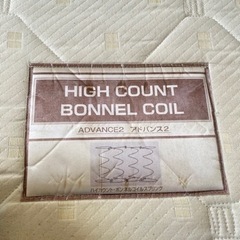 HIGH COUNT
BONNEL COIL
ADVANCE2 アドバンス2
ハイカウントボンネルコイルスプリング